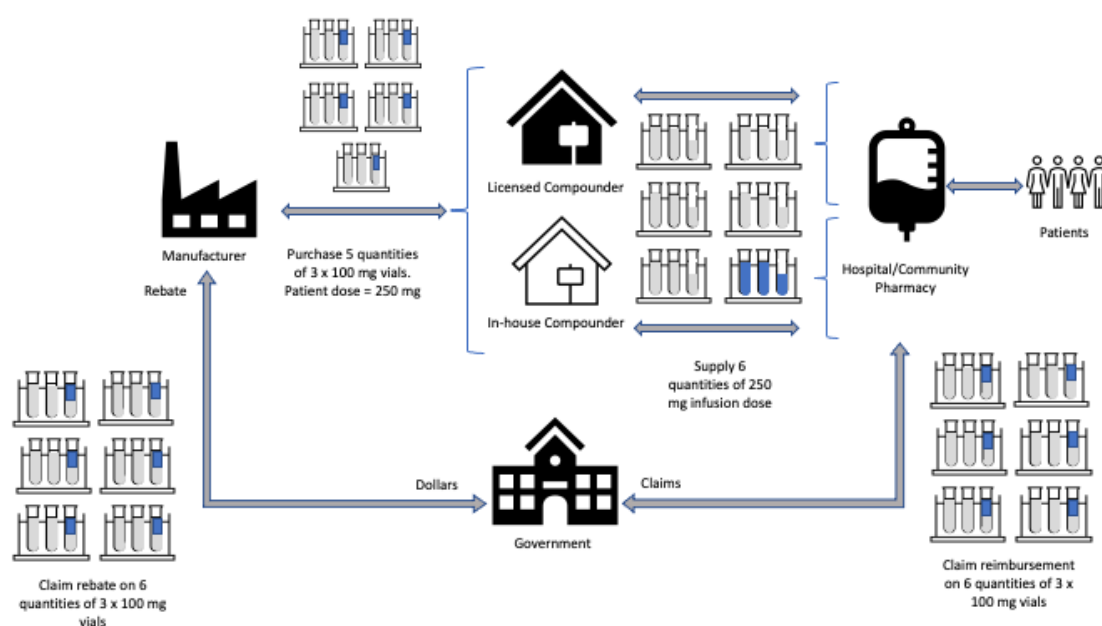 Licensed Compounder
Manufacturer
Rebate
Purchase 5 quantities
of 3 x 100 mg vials.
Patient dose = 250 mg
In-house Compounder
Patients
Hospital/Community
Pharmacy
Supply 6
quantities of 250
mg infusion dose
Dollars
Claims
Government
Claim rebate on 6
quantities of 3 x 100 mg
vials
Claim reimbursement
on 6 quantities of 3 x
100 mg vials